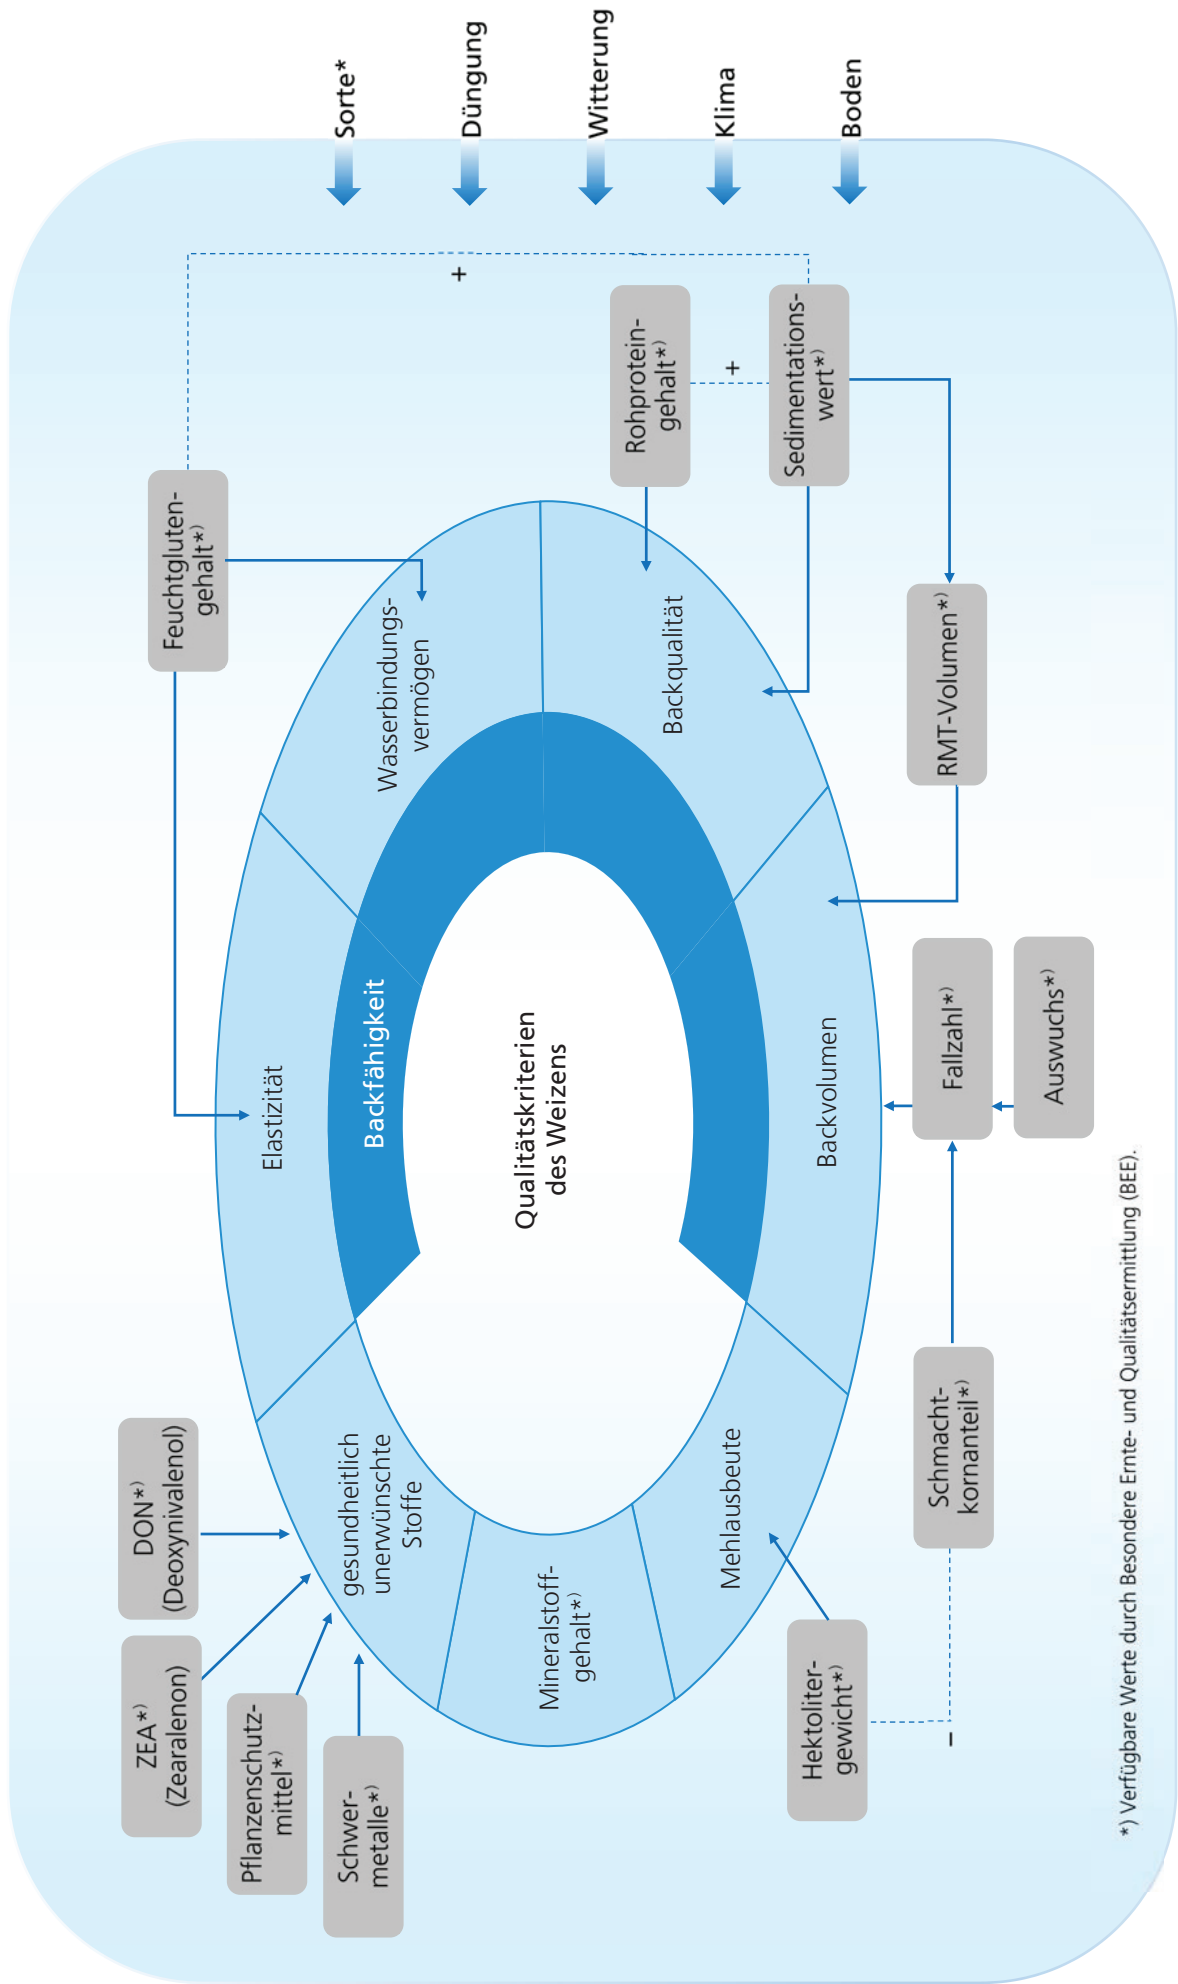 Sorte*
Düngung
Witterung
Klima
Boden
Feuchtgluten-
gehalt*)
+
Rohprotein-
gehalt*)
+
Sedimentations-
wert*)
RMT-Volumen*)
Wasserbindungs-
vermögen
Backqualität
Elastizität
Backfähigkeit
Qualitätskriterien
des Weizens
Backvolumen
Fallzahl*)
Auswuchs*)
DON*)
(Deoxynivalenol)
ZEA*)
(Zearalenon)
Pflanzenschutz-
mittel*)
Schwer-
metalle*)
gesundheitlich
unerwünschte
Stoffe
Mineralstoff-
gehalt*)
Mehlausbeute
Hektoliter-
gewicht*)
–
Schmacht-
kornanteil*)
*) Verfügbare Werte durch Besondere Ernte- und Qualitätsermittlung (BEE).